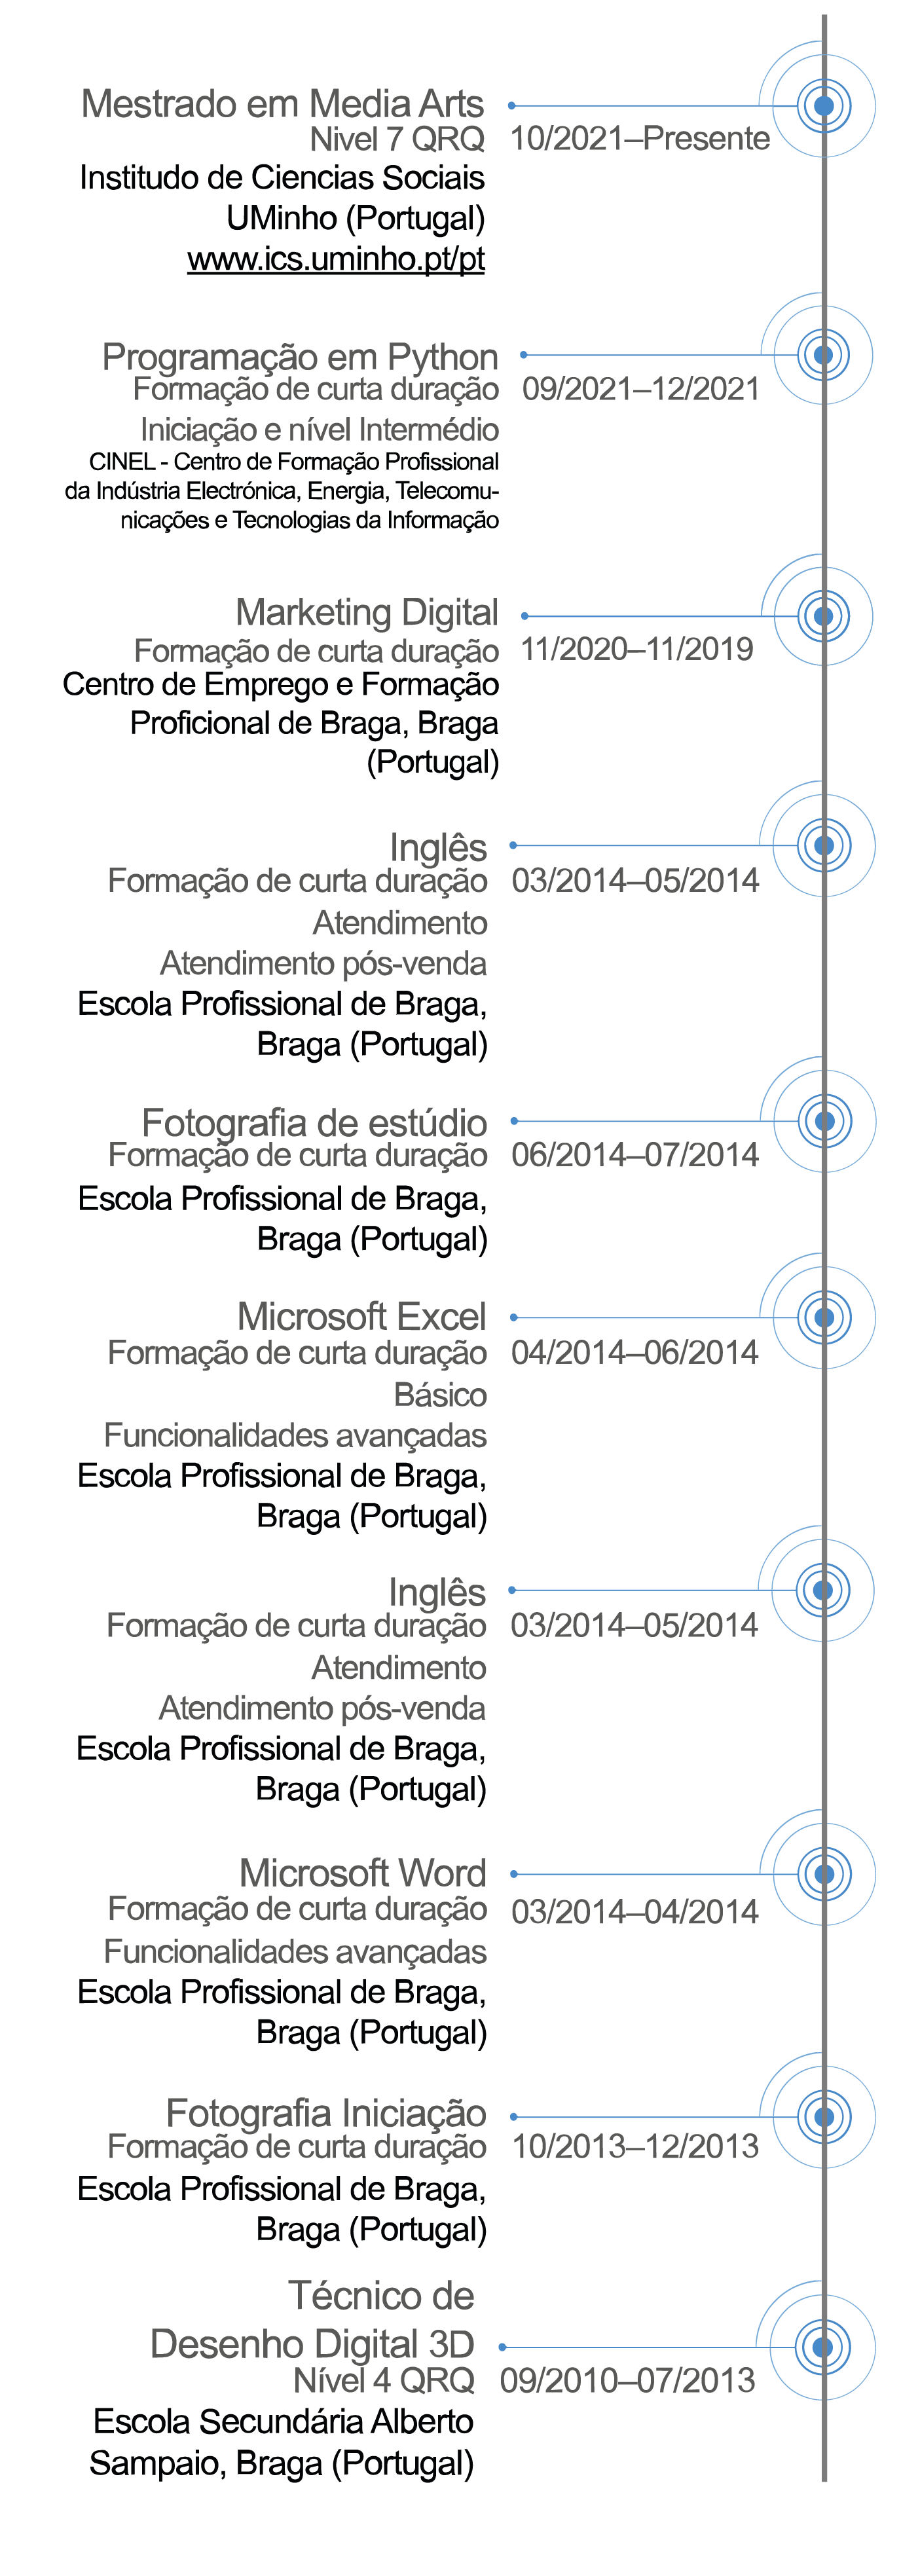 Mestrado em Media Arts
Nivel 7 QRQ
10/2021–Presente
Institudo de Ciencias Sociais
UMinho (Portugal)
www.ics.uminho.pt/pt
Programação em Python
Formação de curta duração
09/2021–12/2021
Iniciação e nível Intermédio
CINEL - Centro de Formação Profissional
da Indústria Electrónica, Energia, Telecomu-
nicações e Tecnologias da Informação
Marketing Digital
Formação de curta duração
11/2020–11/2019
Centro de Emprego e Formação
Proficional de Braga, Braga
(Portugal)
Inglês
Formação de curta duração
03/2014–05/2014
Atendimento
Atendimento pós-venda
Escola Profissional de Braga,
Braga (Portugal)
Fotografia de estúdio
Formação de curta duração
06/2014–07/2014
Escola Profissional de Braga,
Braga (Portugal)
Microsoft Excel
Formação de curta duração
04/2014–06/2014
Básico
Funcionalidades avançadas
Escola Profissional de Braga,
Braga (Portugal)
Inglês
Formação de curta duração
03/2014–05/2014
Atendimento
Atendimento pós-venda
Escola Profissional de Braga,
Braga (Portugal)
Microsoft Word
Formação de curta duração
03/2014–04/2014
Funcionalidades avançadas
Escola Profissional de Braga,
Braga (Portugal)
Fotografia Iniciação
Formação de curta duração
10/2013–12/2013
Escola Profissional de Braga,
Braga (Portugal)
Técnico de
Desenho Digital 3D
Nível 4 QRQ
09/2010–07/2013
Escola Secundária Alberto
Sampaio, Braga (Portugal)